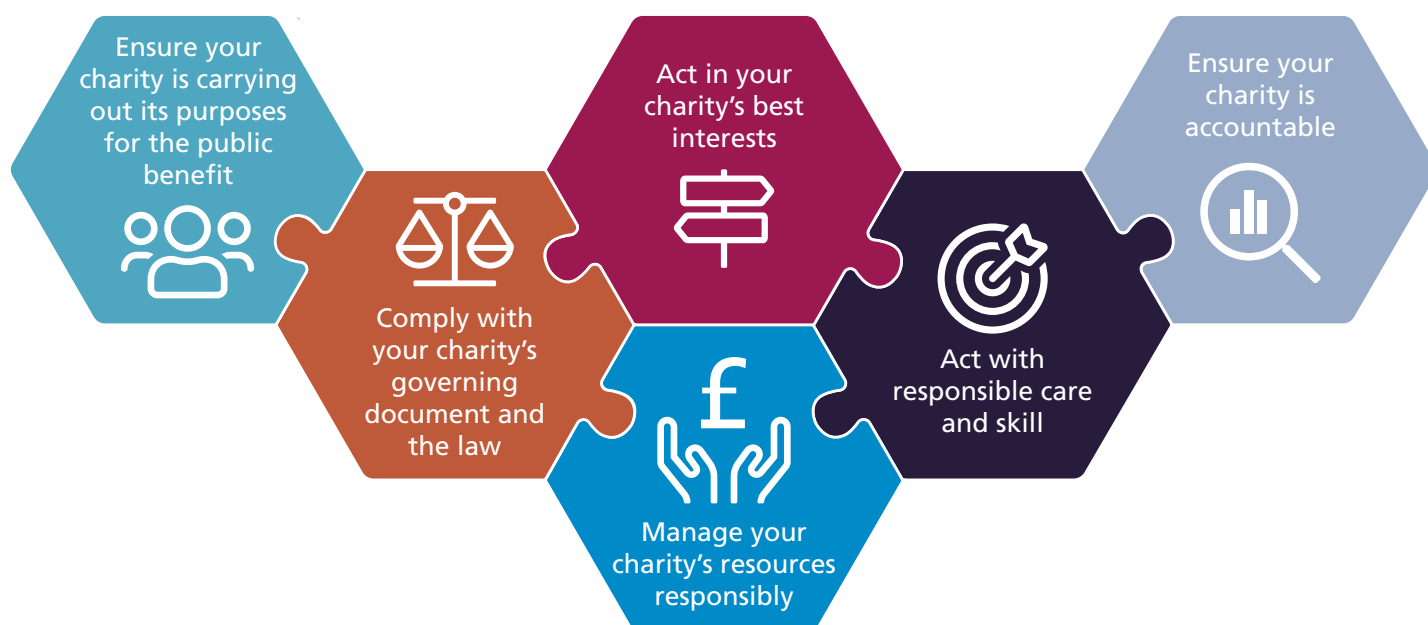 Ensure your
charity is carrying
out its purposes
for the public
benefit
Comply with
your charity’s
governing
document and
the law
Act in your
charity’s best
interests
£
Manage your
charity’s resources
responsibly
Act with
responsible care
and skill
Ensure your
charity is
accountable